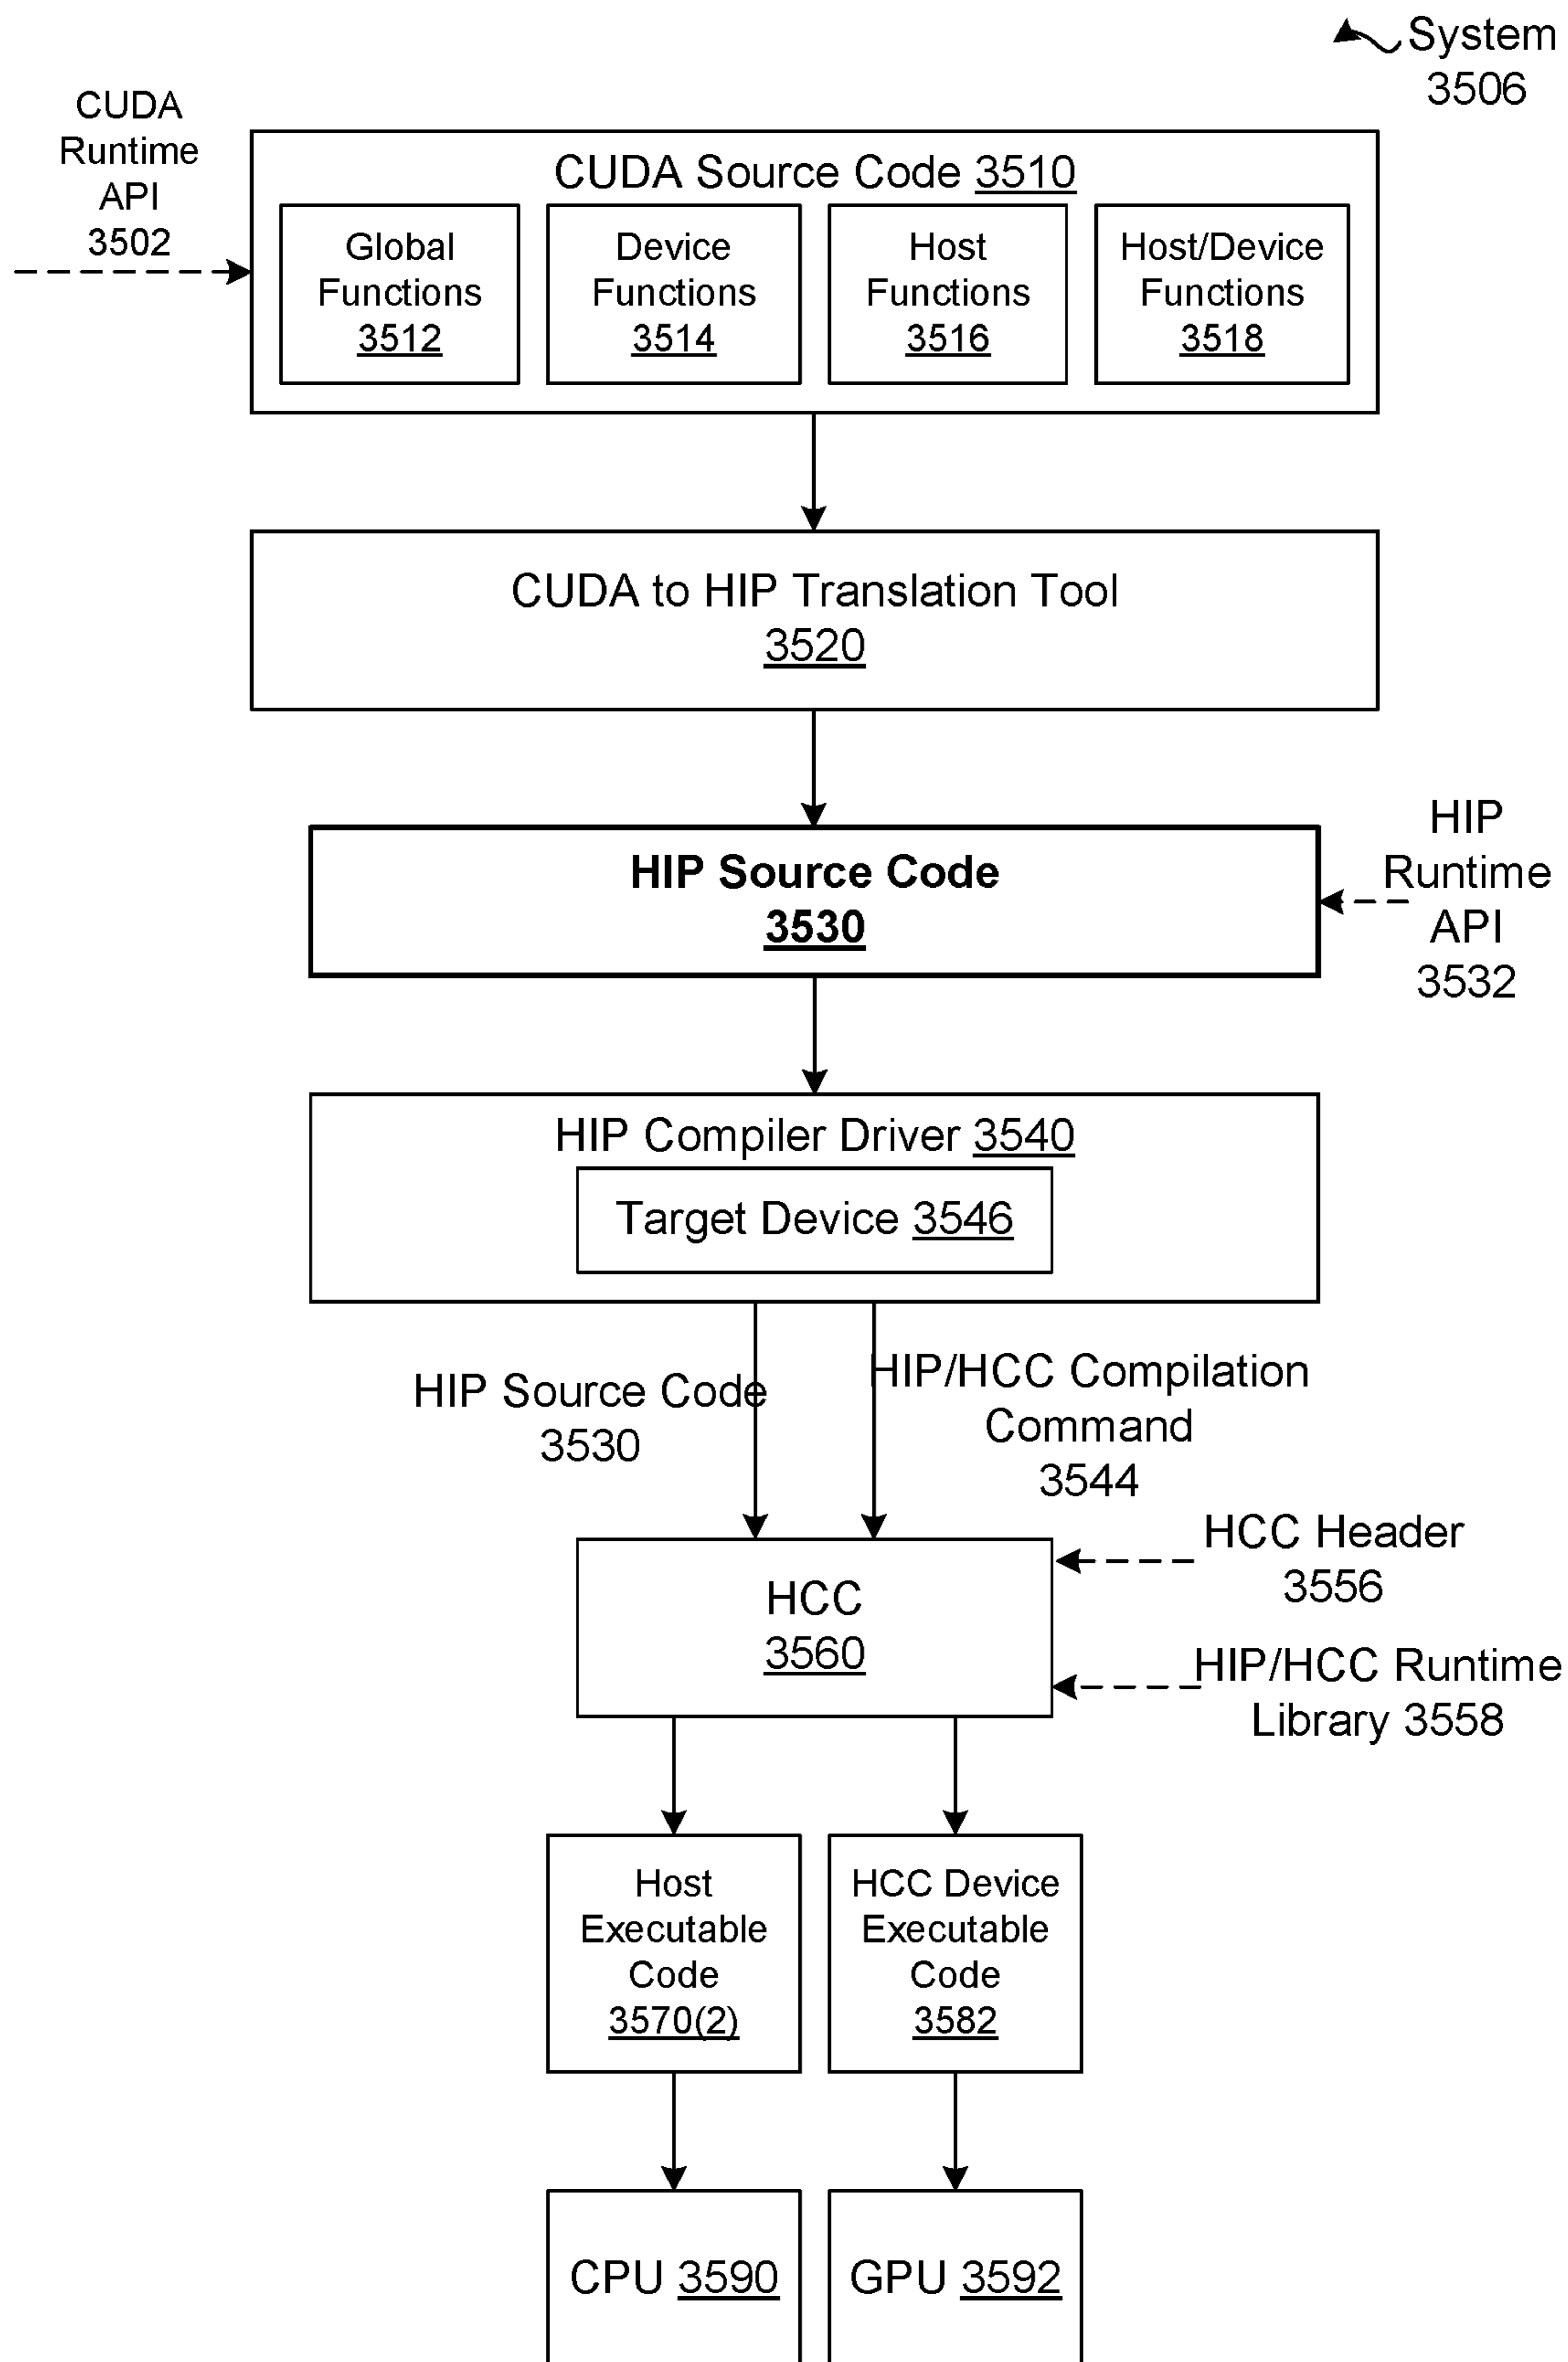 System
3506
CUDA
Runtime
API
3502
CUDA Source Code 3510
Global
Functions
3512
Device
Functions
3514
Host
Functions
3516
Host/Device
Functions
3518
CUDA to HIP Translation Tool
3520
HIP Source Code
3530
HIP
Runtime
API
3532
HIP Compiler Driver 3540
Target Device 3546
HIP Source Code
3530
HIP/HCC Compilation
Command
3544
HCC
3560
HCC Header
3556
HIP/HCC Runtime
Library 3558
Host
Executable
Code
3570(2)
HCC Device
Executable
Code
3582
CPU 3590
GPU 3592